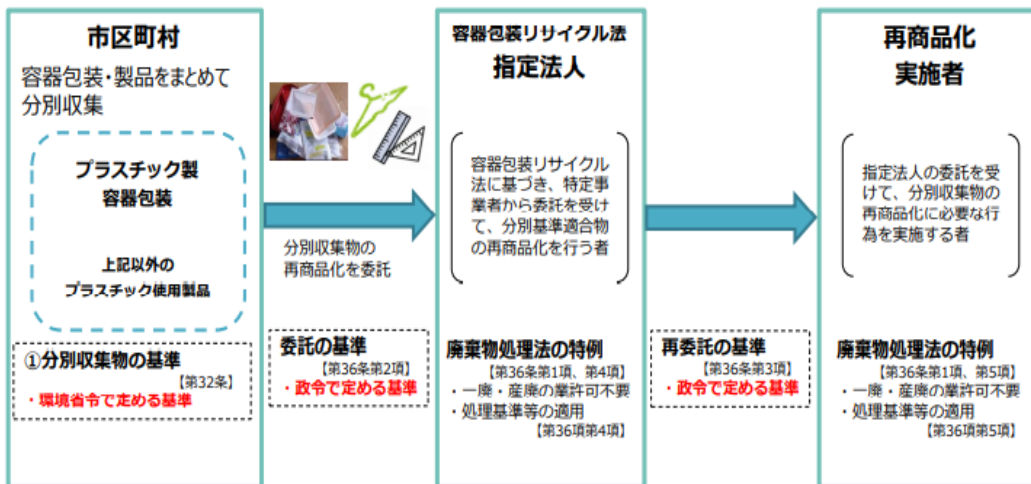 市区町村
容器包装・製品をまとめて
分別収集
プラスチック製
容器包装
上記以外の
プラスチック使用製品
①分別収集物の基準
【第32条】
・環境省令で定める基準
分別収集物の
再商品化を委託
委託の基準
【第36条第2項】
・政令で定める基準
容器包装リサイクル法
指定法人
容器包装リサイクル
法に基づき、特定事
業者から委託を受け
て、分別基準適合物
の再商品化を行う者
廃棄物処理法の特例
【第36条第1項、第4項】
・一廃・産廃の業許可不要
・処理基準等の適用
【第36項第4項】
再委託の基準
【第36条第3項】
・政令で定める基準
再商品化
実施者
指定法人の委託を受
けて、分別収集物の
再商品化に必要な行
為を実施する者
廃棄物処理法の特例
【第36条第1項、第5項】
・一廃・産廃の業許可不要
・処理基準等の適用
【第36項第5項】